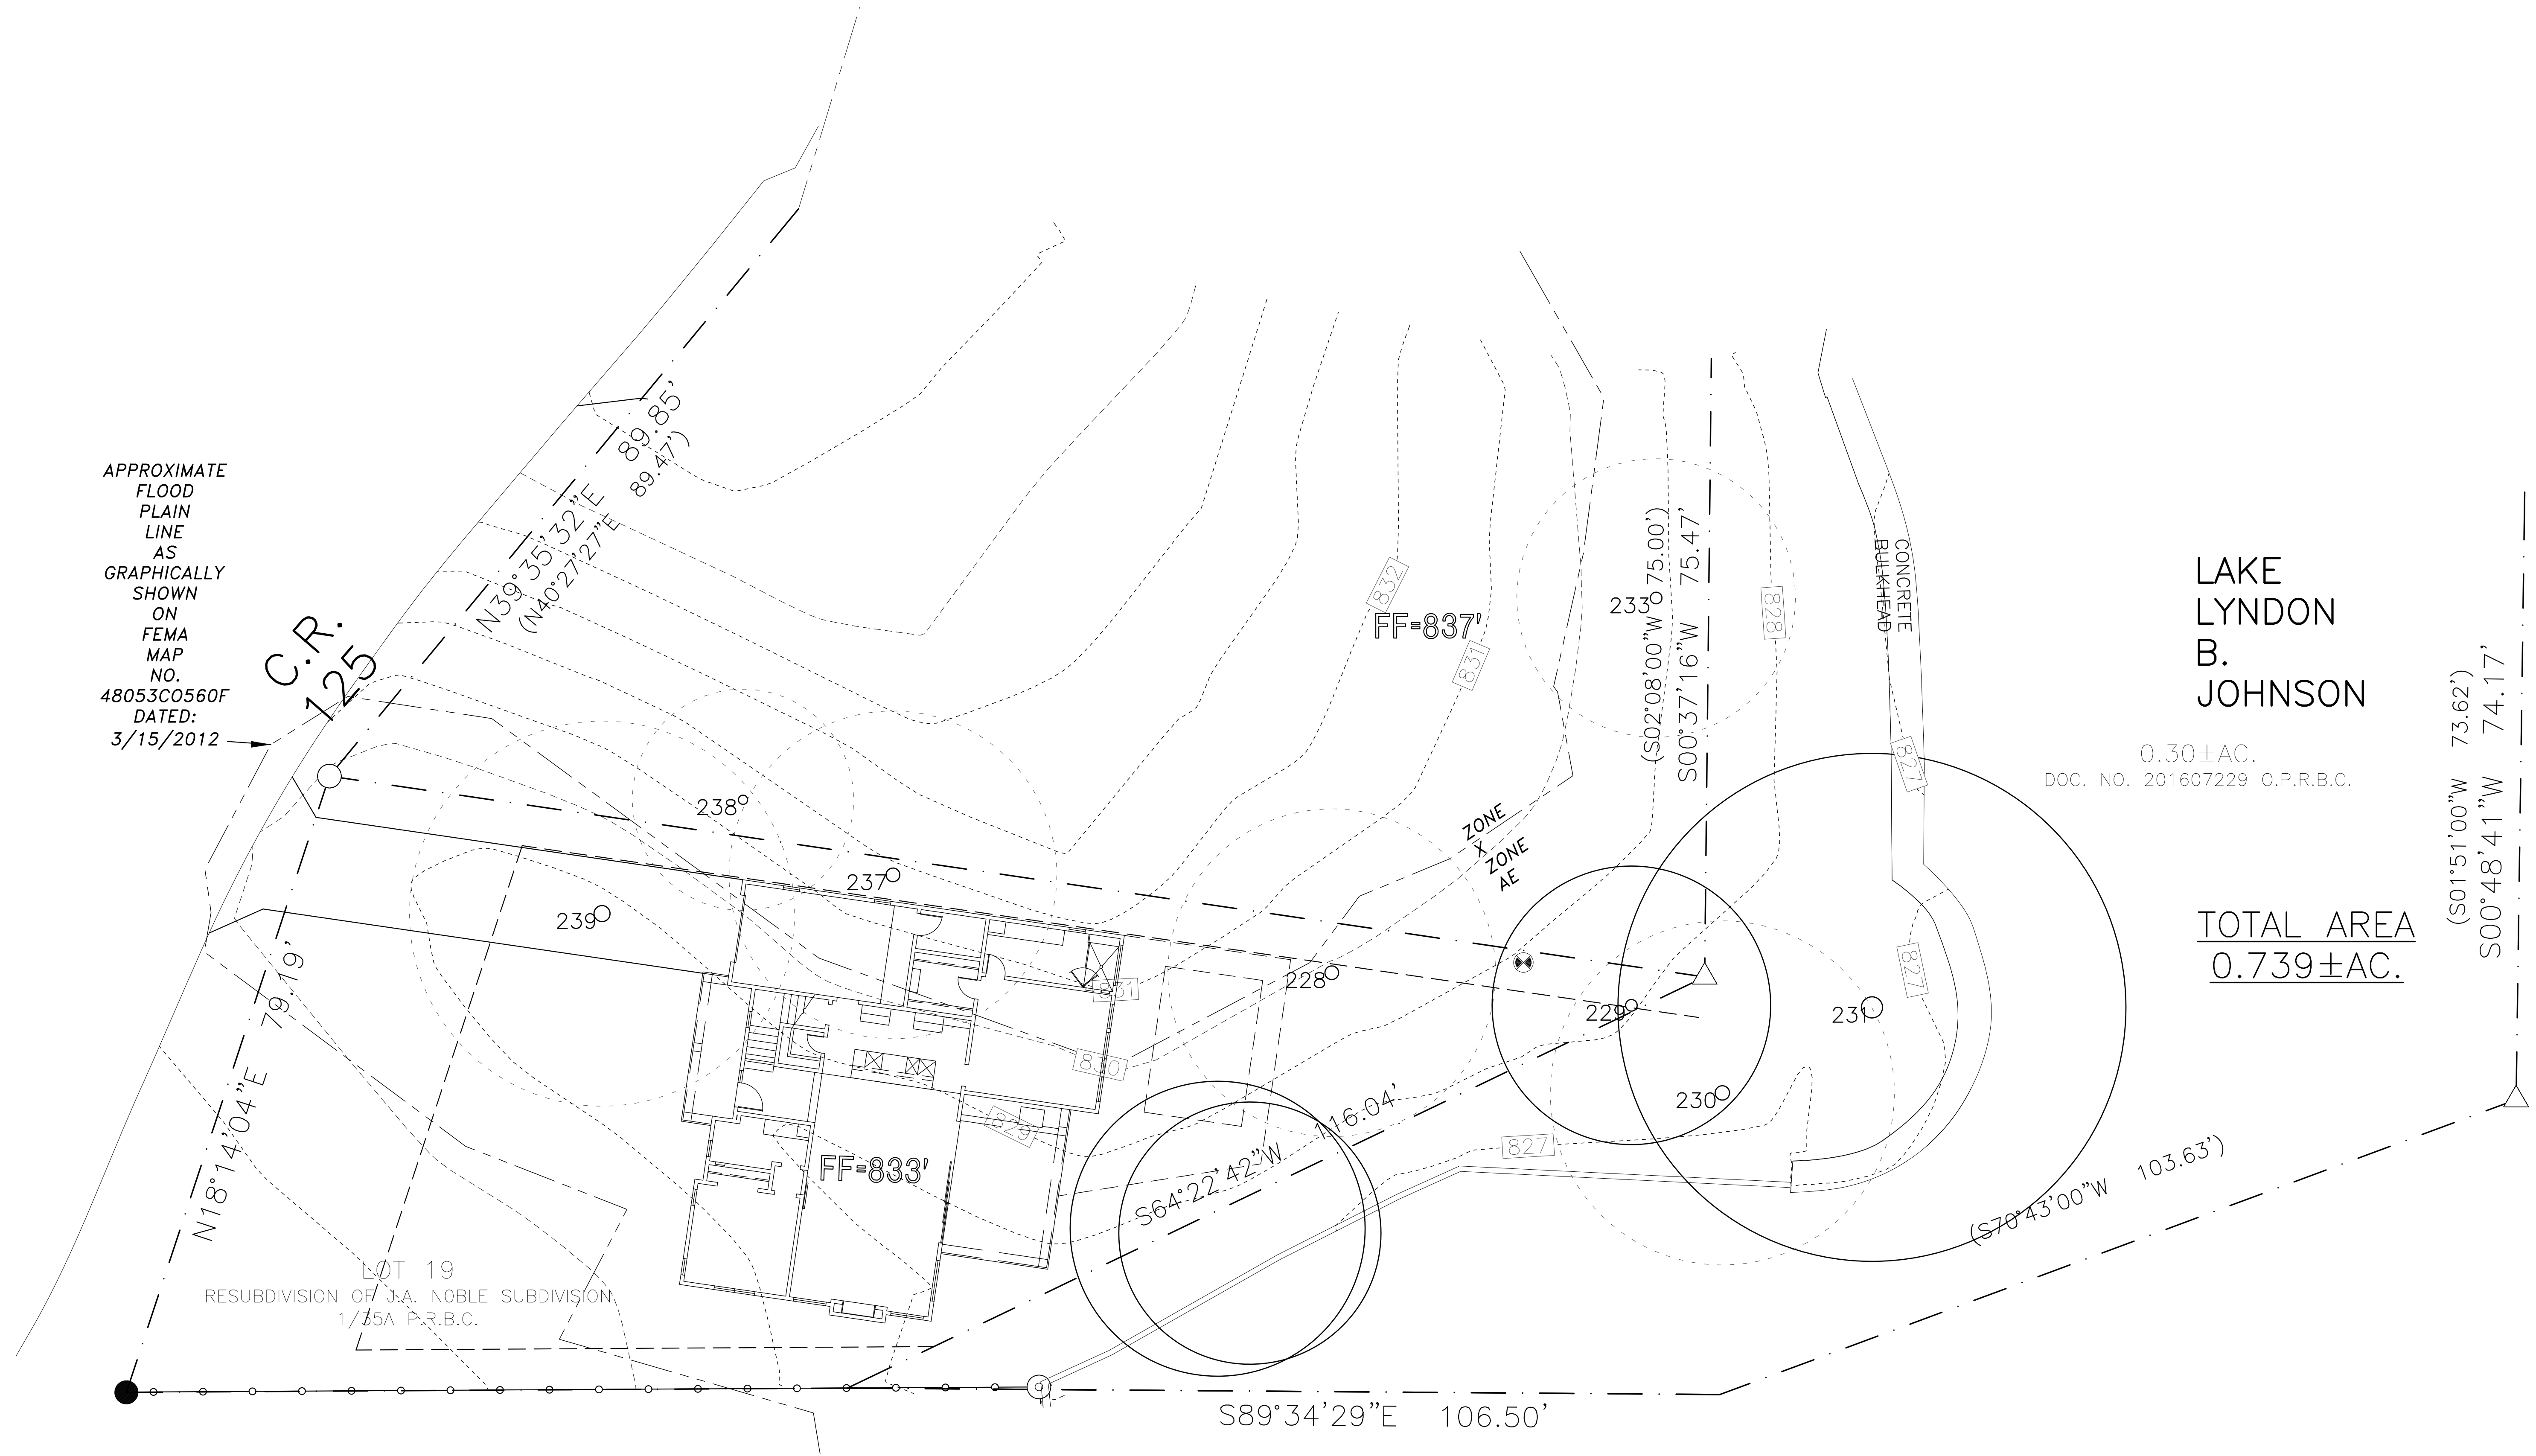 APPROXIMATE
FLOOD
PLAIN
LINE
AS
GRAPHICALLY
SHOWN
ON
FEMA
MAP
NO.
48053C0560F
DATED:
3/15/2012
C.R.
125
N39°35'32"E 89.85'
(N40°27'27"E 89.47')
N18°14'04"E 79.19'
LOT 19
RESUBDIVISION OF J.A. NOBLE SUBDIVISION
1/35A P.R.B.C.
238
237
239
FF=833'
831
830
829
228
S64°22'42"W 116.04'
S89°34'29"E 106.50'
832
FF=837'
831
ZONE
X
ZONE
AE
233
(S02°08'00"W 75.00')
S00°37'16"W 75.47'
828
CONCRETE
BULKHEAD
827
827
229
231
230
827
(S70°43'00"W 103.63')
LAKE
LYNDON
B.
JOHNSON
0.30±AC.
DOC. NO. 201607229 O.P.R.B.C.
TOTAL AREA
0.739±AC.
(S01°51'00"W 73.62')
S00°48'41"W 74.17'